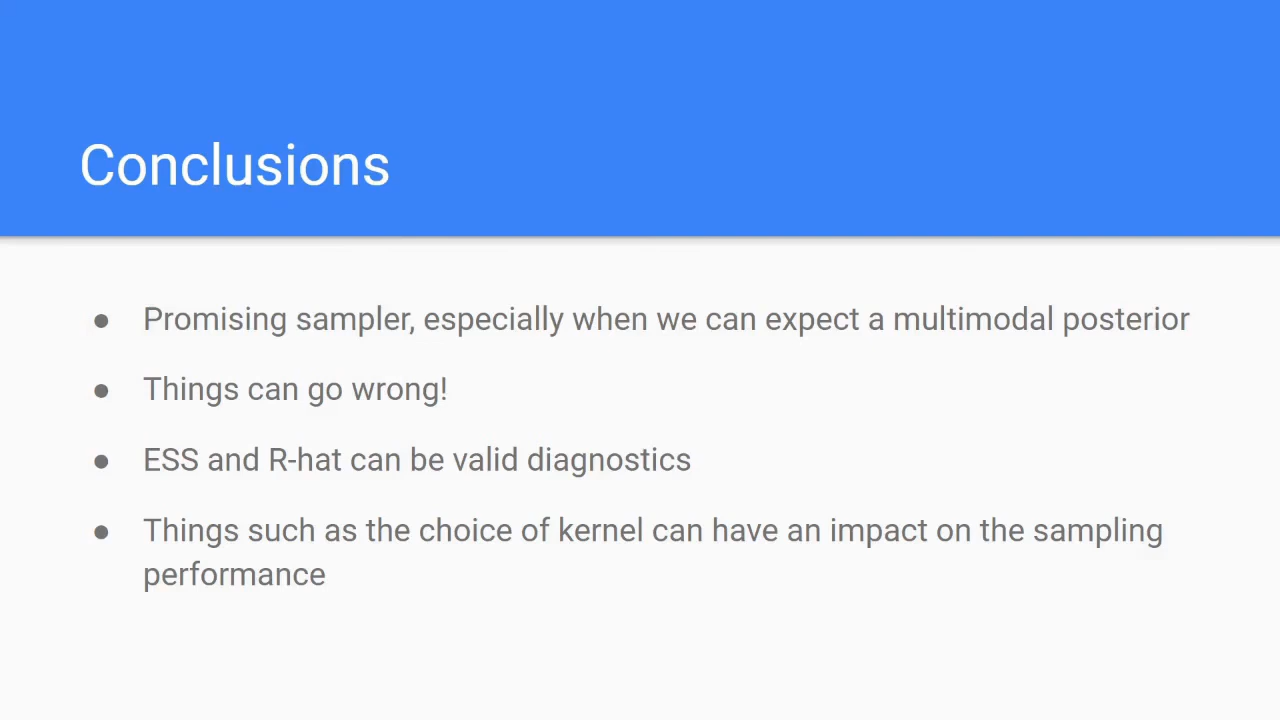 Conclusions
● Promising sampler, especially when we can expect a multimodal posterior
● Things can go wrong!
● ESS and R-hat can be valid diagnostics
● Things such as the choice of kernel can have an impact on the sampling
performance